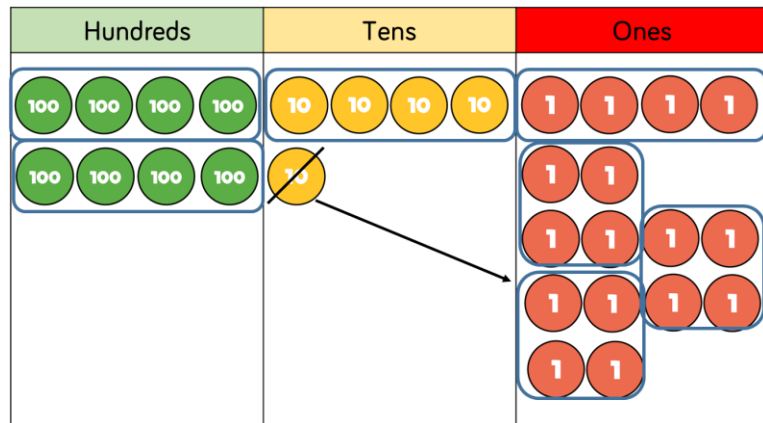 Hundreds Tens Ones
100 100 100 100 10 10 10 10 1 1 1 1
100 100 100 100 10 1 1
1 1 1 1
1 1 1 1
1 1